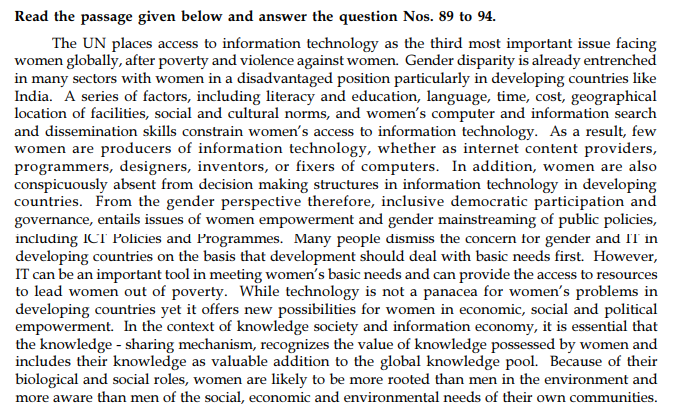 Read the passage given below and answer the question Nos. 89 to 94.
The UN places access to information technology as the third most important issue facing
women globally, after poverty and violence against women. Gender disparity is already entrenched
in many sectors with women in a disadvantaged position particularly in developing countries like
India. A series of factors, including literacy and education, language, time, cost, geographical
location of facilities, social and cultural norms, and women's computer and information search
and dissemination skills constrain women's access to information technology. As a result, few
women are producers of information technology, whether as internet content providers,
programmers, designers, inventors, or fixers of computers. In addition, women are also
conspicuously absent from decision making structures in information technology in developing
countries. From the gender perspective therefore, inclusive democratic participation and
governance, entails issues of women empowerment and gender mainstreaming of public policies,
including ICT Policies and Programmes. Many people dismiss the concern for gender and IT in
developing countries on the basis that development should deal with basic needs first. However,
IT can be an important tool in meeting women's basic needs and can provide the access to resources
to lead women out of poverty. While technology is not a panacea for women's problems in
developing countries yet it offers new possibilities for women in economic, social and political
empowerment. In the context of knowledge society and information economy, it is essential that
the knowledge - sharing mechanism, recognizes the value of knowledge possessed by women and
includes their knowledge as valuable addition to the global knowledge pool. Because of their
biological and social roles, women are likely to be more rooted than men in the environment and
more aware than men of the social, economic and environmental needs of their own communities.